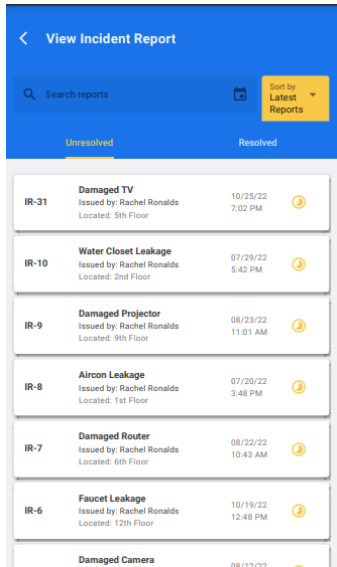 View Incident Report
Search reports
Sort by
Latest
Reports
Unresolved
Resolved
IR-31
Damaged TV
Issued by: Rachel Ronalds
Located: 5th Floor
10/25/22
7:02 PM
IR-10
Water Closet Leakage
Issued by: Rachel Ronalds
Located: 2nd Floor
07/29/22
5:42 PM
IR-9
Damaged Projector
Issued by: Rachel Ronalds
Located: 9th Floor
08/23/22
11:01 AM
IR-8
Aircon Leakage
Issued by: Rachel Ronalds
Located: 1st Floor
07/20/22
3:48 PM
IR-7
Damaged Router
Issued by: Rachel Ronalds
Located: 6th Floor
08/22/22
10:43 AM
IR-6
Faucet Leakage
Issued by: Rachel Ronalds
Located: 12th Floor
10/19/22
12:48 PM
Damaged Camera
08/12/22